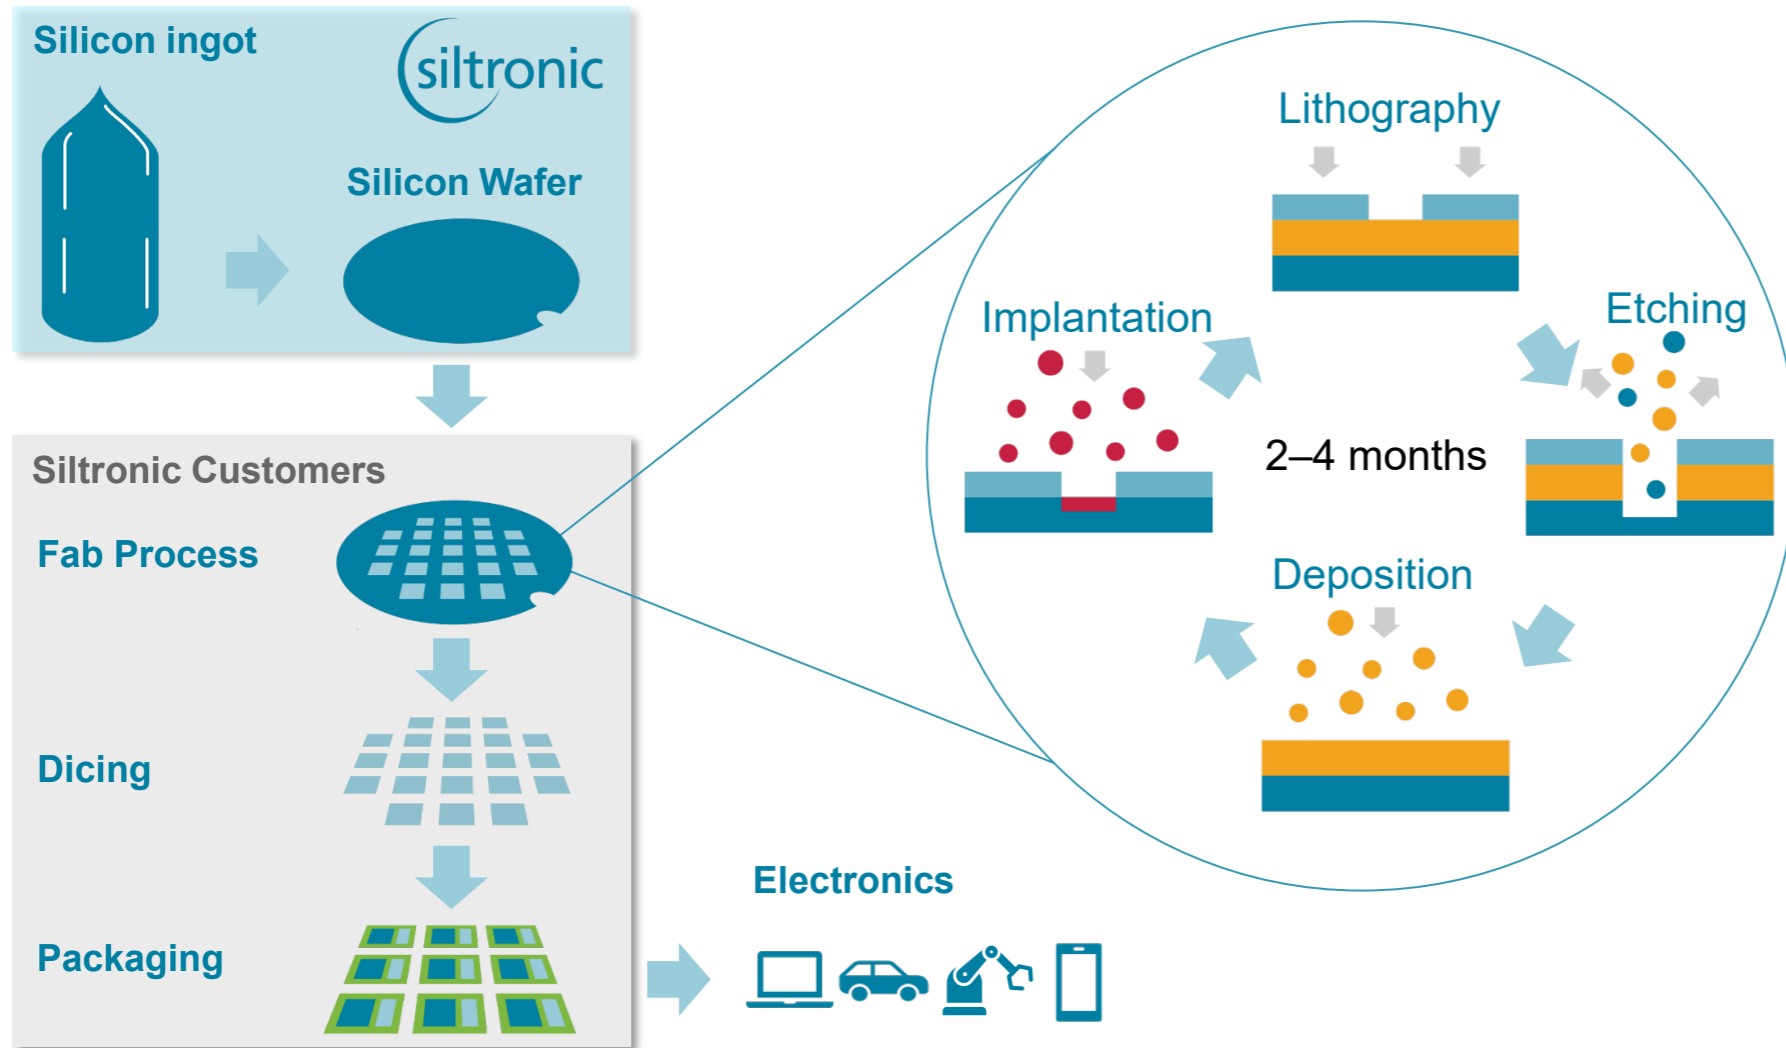 Silicon ingot
siltronic
Silicon Wafer
Siltronic Customers
Fab Process
Dicing
Packaging
Electronics
Lithography
Implantation
Etching
2–4 months
Deposition